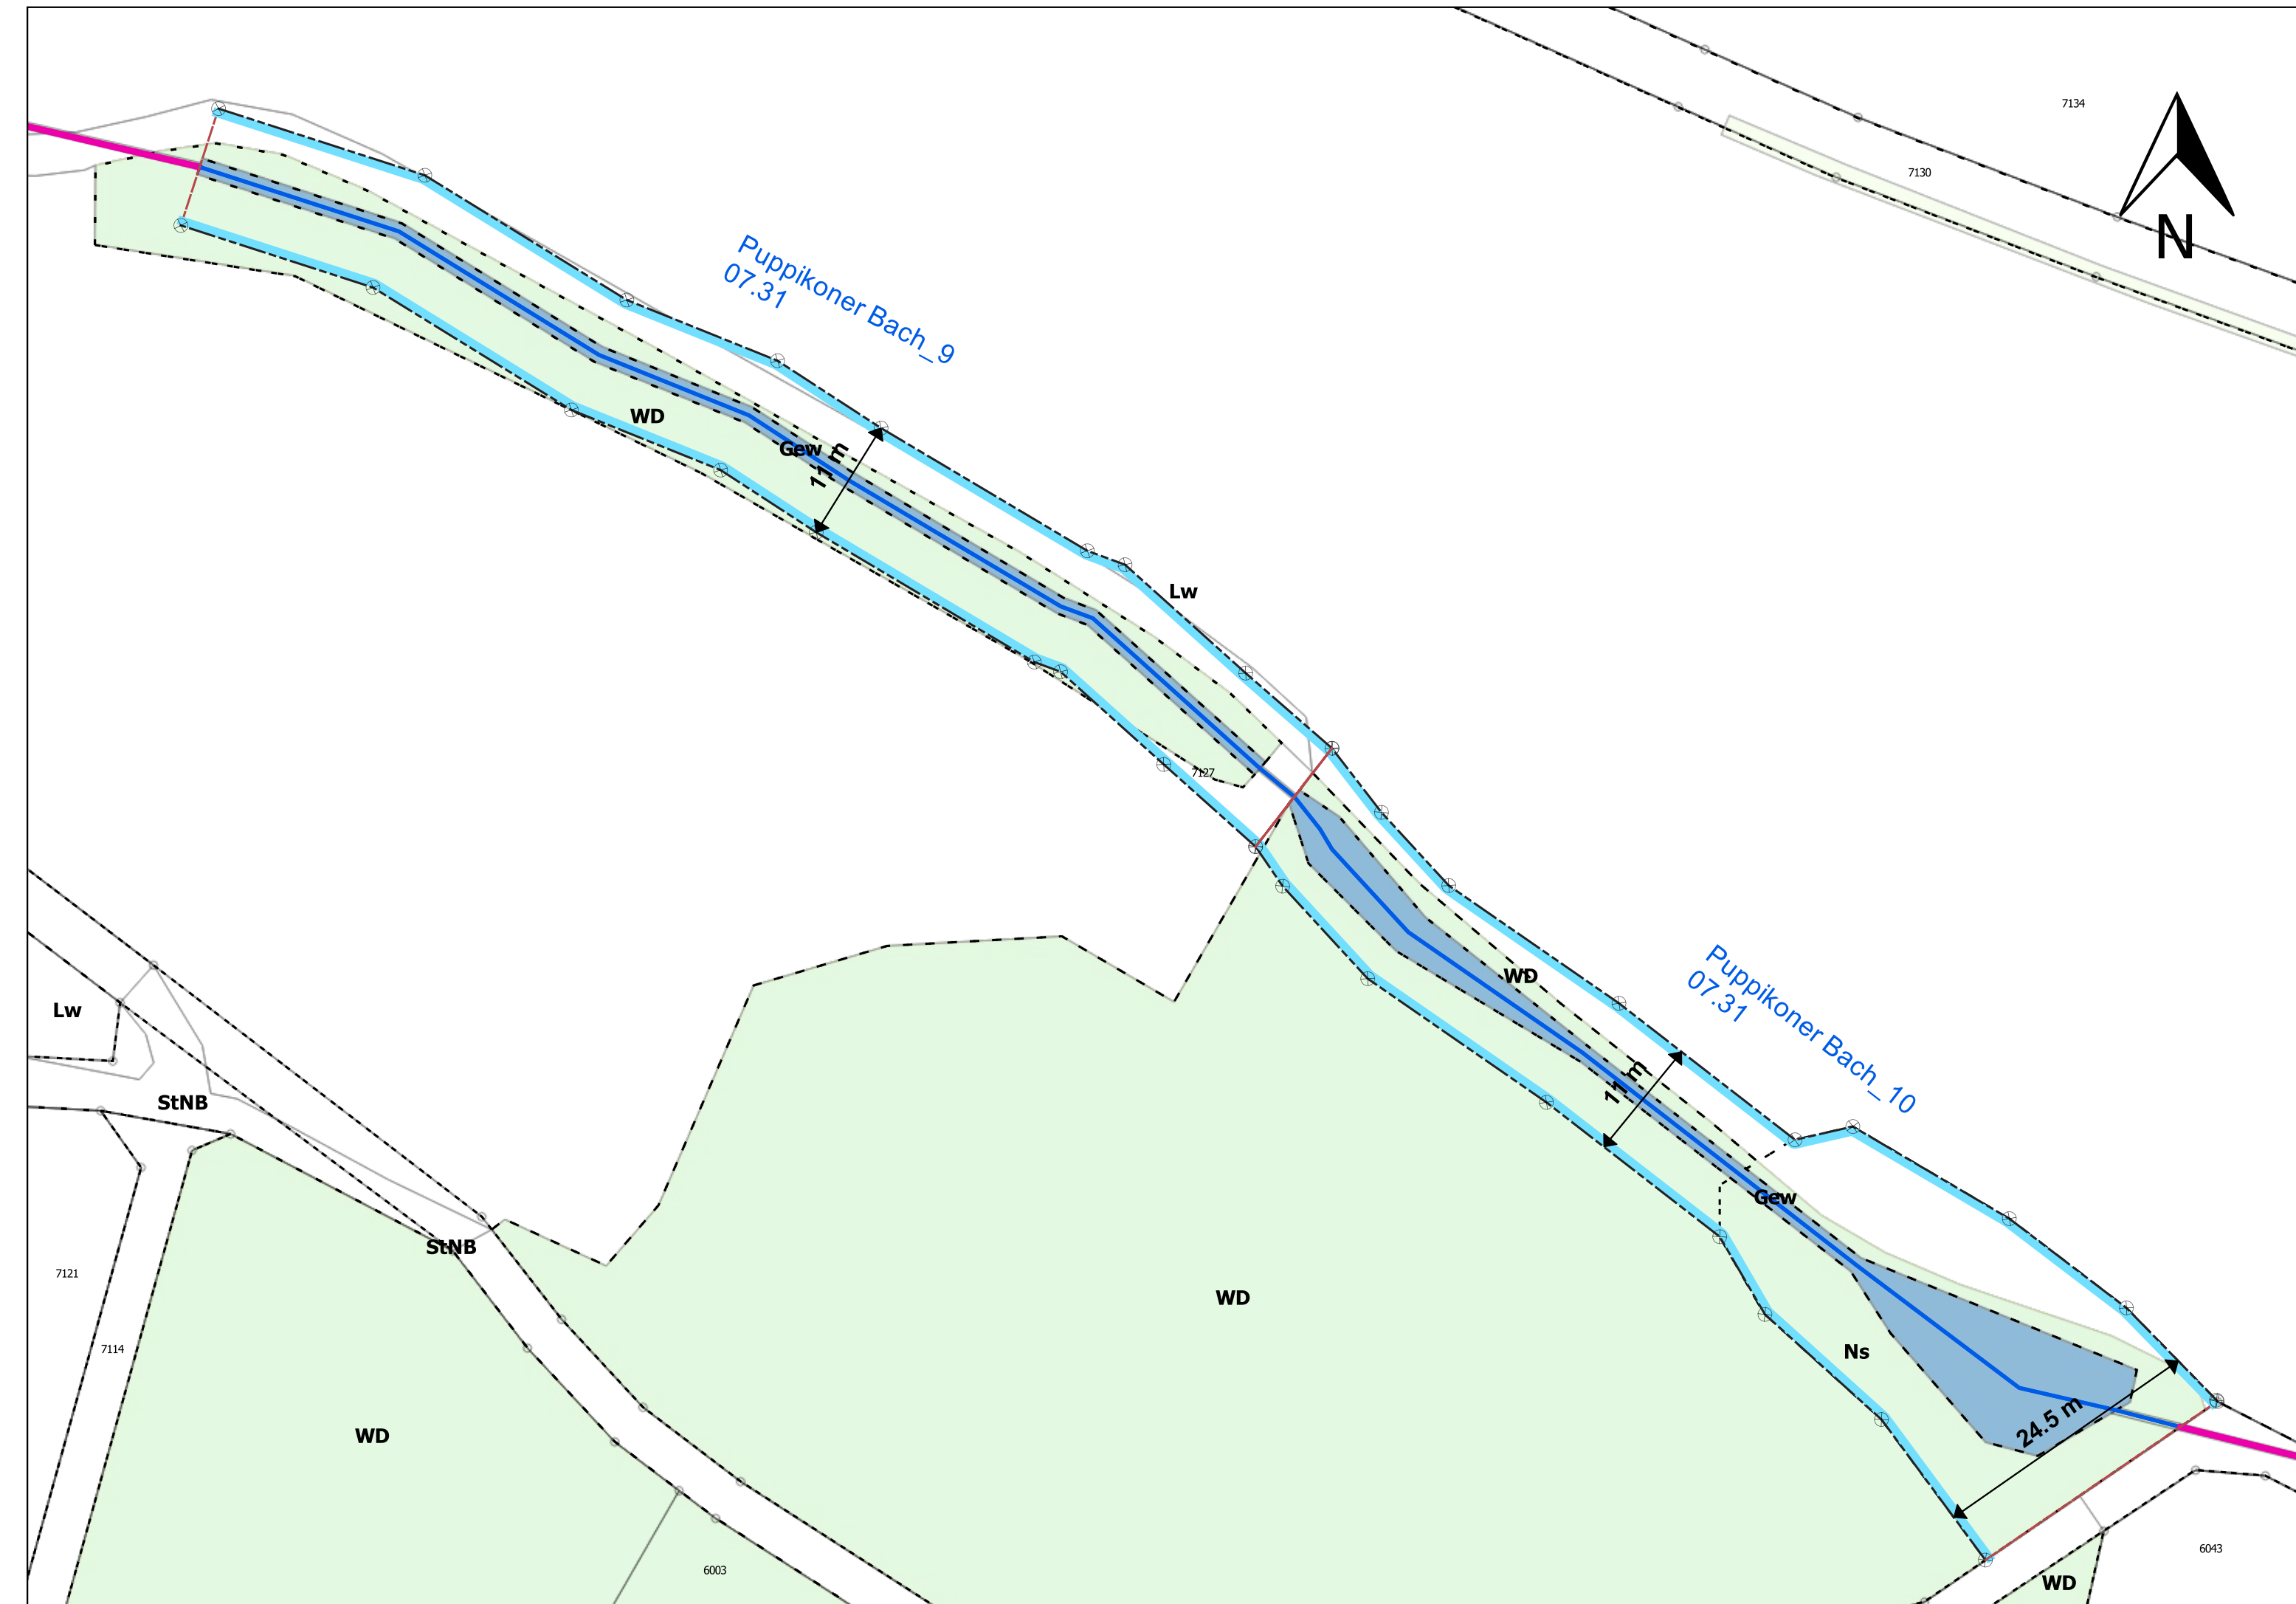 7134
7130
N
Puppikoner Bach_9
07.31
WD
Gew
11 m
Lw
7127
Puppikoner Bach_10
07.31
WD
Lw
11 m
StNB
Gew
StNB
7121
WD
7114
Ns
24.5 m
WD
6043
6003
WD